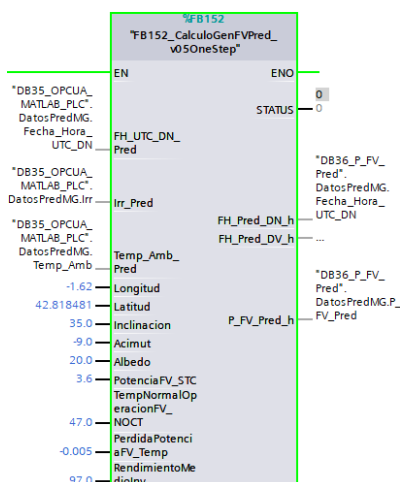 %FB152
"FB152_CalculoGenFVPred_
v05OneStep"
EN
ENO
0
STATUS
0
"DB35_OPCUA_
MATLAB_PLC".
DatosPredMG.
Fecha_Hora_
UTC_DN
FH_UTC_DN_
Pred
"DB35_OPCUA_
MATLAB_PLC".
DatosPredMG.Irr
Irr_Pred
"DB35_OPCUA_
MATLAB_PLC".
DatosPredMG.
Temp_Amb
Temp_Amb_
Pred
"DB36_P_FV_
Pred".
DatosPredMG.
Fecha_Hora_
UTC_DN
FH_Pred_DN_h
FH_Pred_DV_h
...
-1.62
Longitud
42.818481
Latitud
35.0
Inclinacion
-9.0
Acimut
20.0
Albedo
3.6
PotenciaFV_STC
"DB36_P_FV_
Pred".
DatosPredMG.P_
FV_Pred
P_FV_Pred_h
TempNormalOp
eracionFV_
47.0
NOCT
PerdidaPotenci
-0.005
aFV_Temp
RendimientoMe
97.0
dioInv